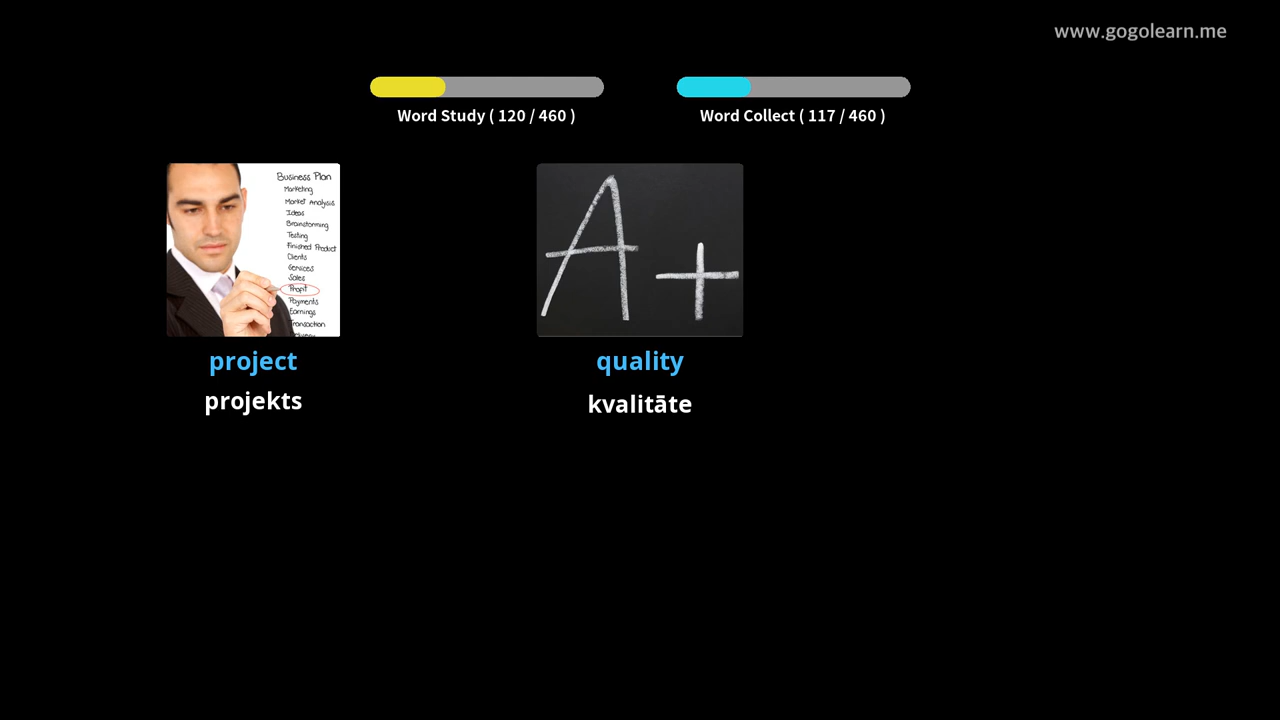 www.gogolearn.me
Word Study ( 120 / 460 )
Word Collect ( 117 / 460 )
Business Plan
Marketing
Market Analysis
Ideas
Brainstorming
Testing
Finished Product
Clients
Services
Sales
Profit
Payments
Earnings
Transaction
A+
project
quality
projekts
kvalitāte